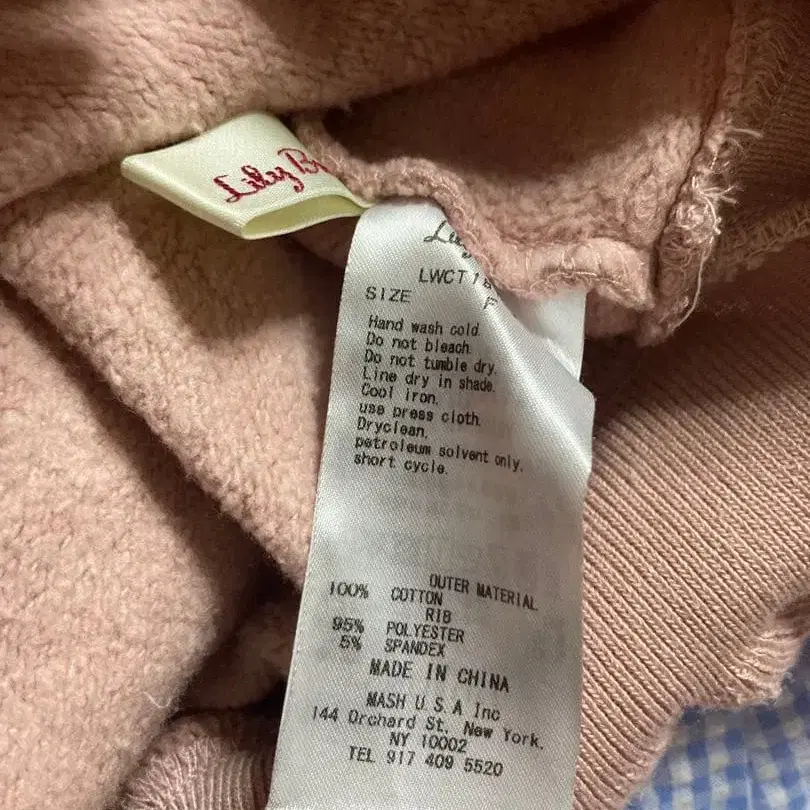 Lily
LWCT
SIZE F
Hand wash cold
Do not bleach.
Do not tumble dry.
Line dry in shade.
Cool iron.
use press cloth.
Dryclean.
petroleum solvent only.
short cycle.
OUTER MATERIAL
100% COTTON
RIB
95% POLYESTER
5% SPANDEX
MADE IN CHINA
MASH U.S.A Inc
144 Orchard St. New York.
NY 10002
TEL 917 409 5520